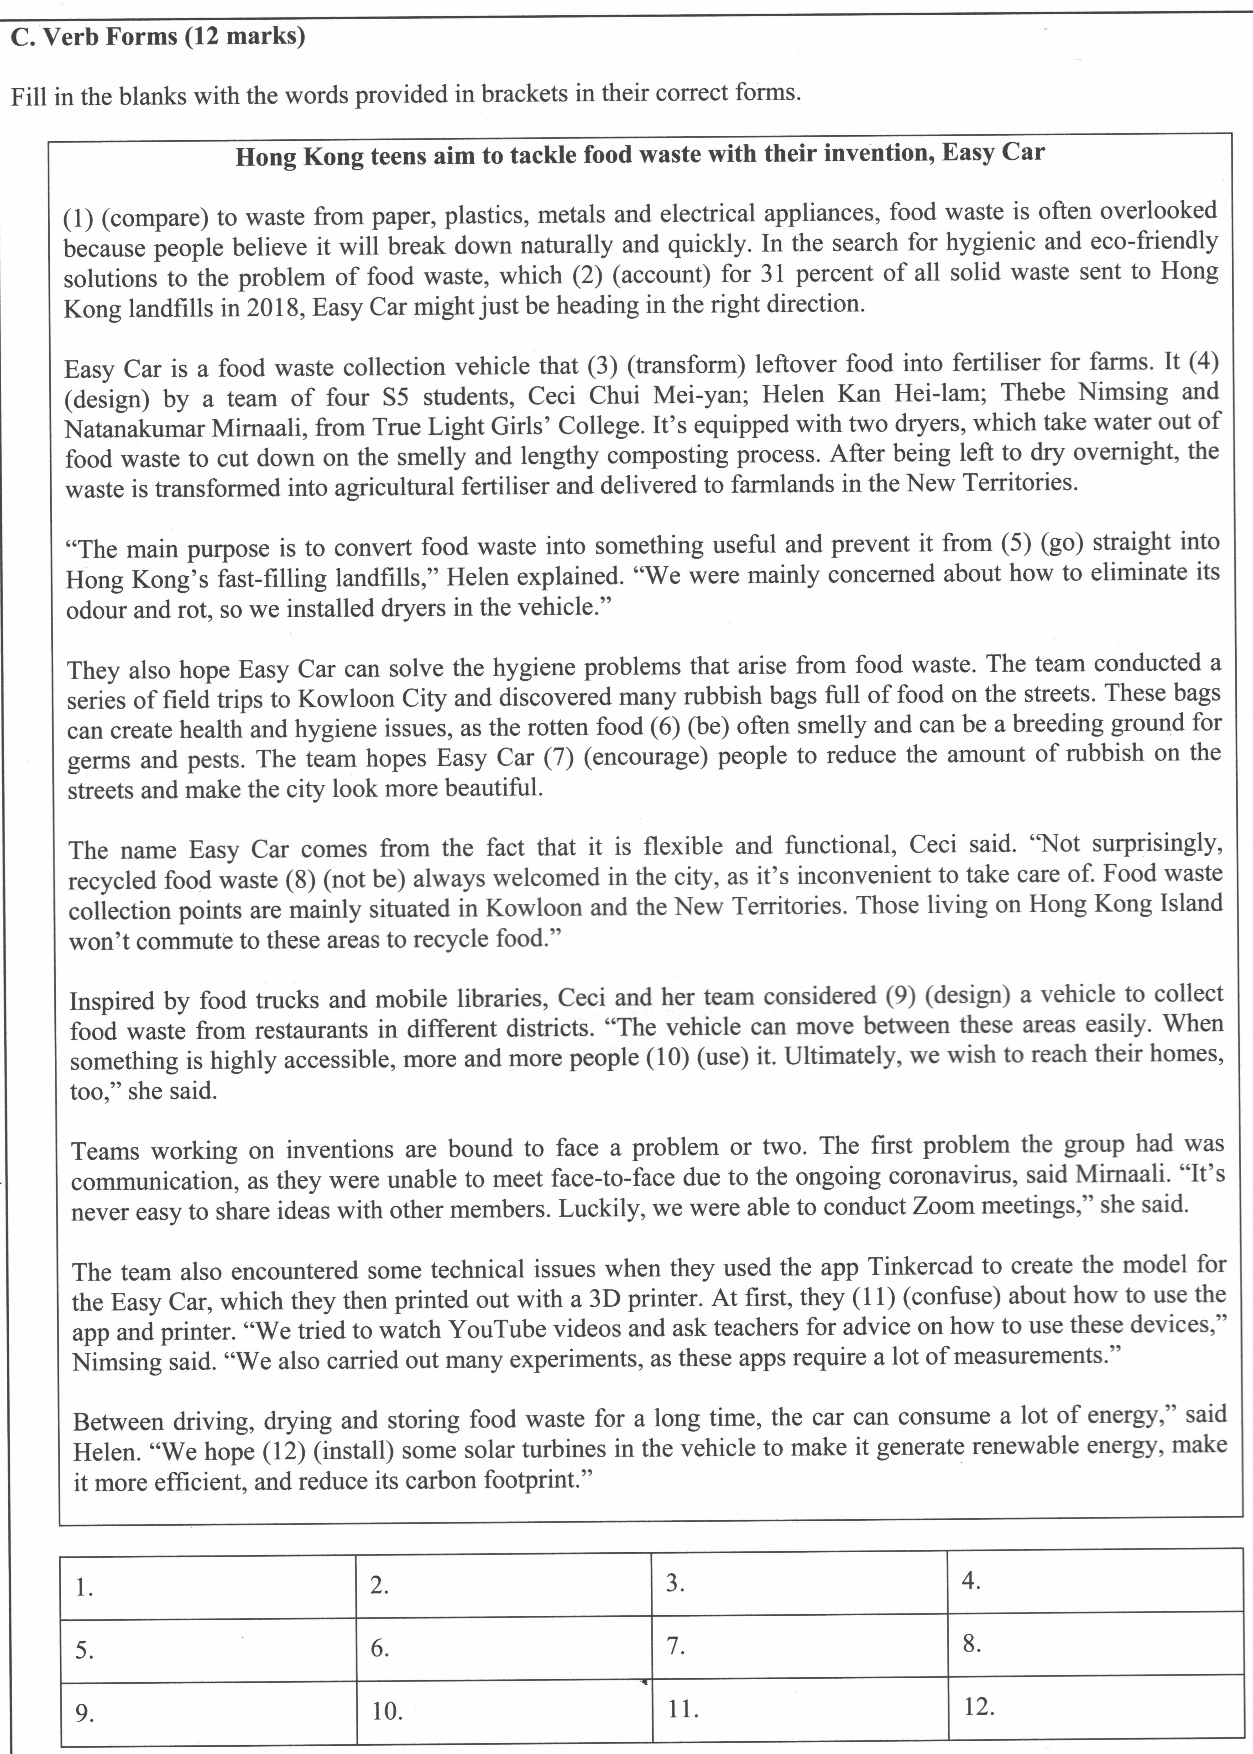 C. Verb Forms (12 marks)
Fill in the blanks with the words provided in brackets in their correct forms.
Hong Kong teens aim to tackle food waste with their invention, Easy Car
(1) (compare) to waste from paper, plastics, metals and electrical appliances, food waste is often overlooked
because people believe it will break down naturally and quickly. In the search for hygienic and eco-friendly
solutions to the problem of food waste, which (2) (account) for 31 percent of all solid waste sent to Hong
Kong landfills in 2018, Easy Car might just be heading in the right direction.
Easy Car is a food waste collection vehicle that (3) (transform) leftover food into fertiliser for farms. It (4)
(design) by a team of four S5 students, Ceci Chui Mei-yan; Helen Kan Hei-lam; Thebe Nimsing and
Natanakumar Mirnaali, from True Light Girls’ College. It’s equipped with two dryers, which take water out of
food waste to cut down on the smelly and lengthy composting process. After being left to dry overnight, the
waste is transformed into agricultural fertiliser and delivered to farmlands in the New Territories.
“The main purpose is to convert food waste into something useful and prevent it from (5) (go) straight into
Hong Kong’s fast-filling landfills,” Helen explained. “We were mainly concerned about how to eliminate its
odour and rot, so we installed dryers in the vehicle.”
They also hope Easy Car can solve the hygiene problems that arise from food waste. The team conducted a
series of field trips to Kowloon City and discovered many rubbish bags full of food on the streets. These bags
can create health and hygiene issues, as the rotten food (6) (be) often smelly and can be a breeding ground for
germs and pests. The team hopes Easy Car (7) (encourage) people to reduce the amount of rubbish on the
streets and make the city look more beautiful.
The name Easy Car comes from the fact that it is flexible and functional, Ceci said. “Not surprisingly,
recycled food waste (8) (not be) always welcomed in the city, as it’s inconvenient to take care of. Food waste
collection points are mainly situated in Kowloon and the New Territories. Those living on Hong Kong Island
won’t commute to these areas to recycle food.”
Inspired by food trucks and mobile libraries, Ceci and her team considered (9) (design) a vehicle to collect
food waste from restaurants in different districts. “The vehicle can move between these areas easily. When
something is highly accessible, more and more people (10) (use) it. Ultimately, we wish to reach their homes,
too,” she said.
Teams working on inventions are bound to face a problem or two. The first problem the group had was
communication, as they were unable to meet face-to-face due to the ongoing coronavirus, said Mirnaali. “It’s
never easy to share ideas with other members. Luckily, we were able to conduct Zoom meetings,” she said.
The team also encountered some technical issues when they used the app Tinkercad to create the model for
the Easy Car, which they then printed out with a 3D printer. At first, they (11) (confuse) about how to use the
app and printer. “We tried to watch YouTube videos and ask teachers for advice on how to use these devices,”
Nimsing said. “We also carried out many experiments, as these apps require a lot of measurements.”
Between driving, drying and storing food waste for a long time, the car can consume a lot of energy,” said
Helen. “We hope (12) (install) some solar turbines in the vehicle to make it generate renewable energy, make
it more efficient, and reduce its carbon footprint.”
1. 2. 3. 4.
5. 6. 7. 8.
9. 10. 11. 12.